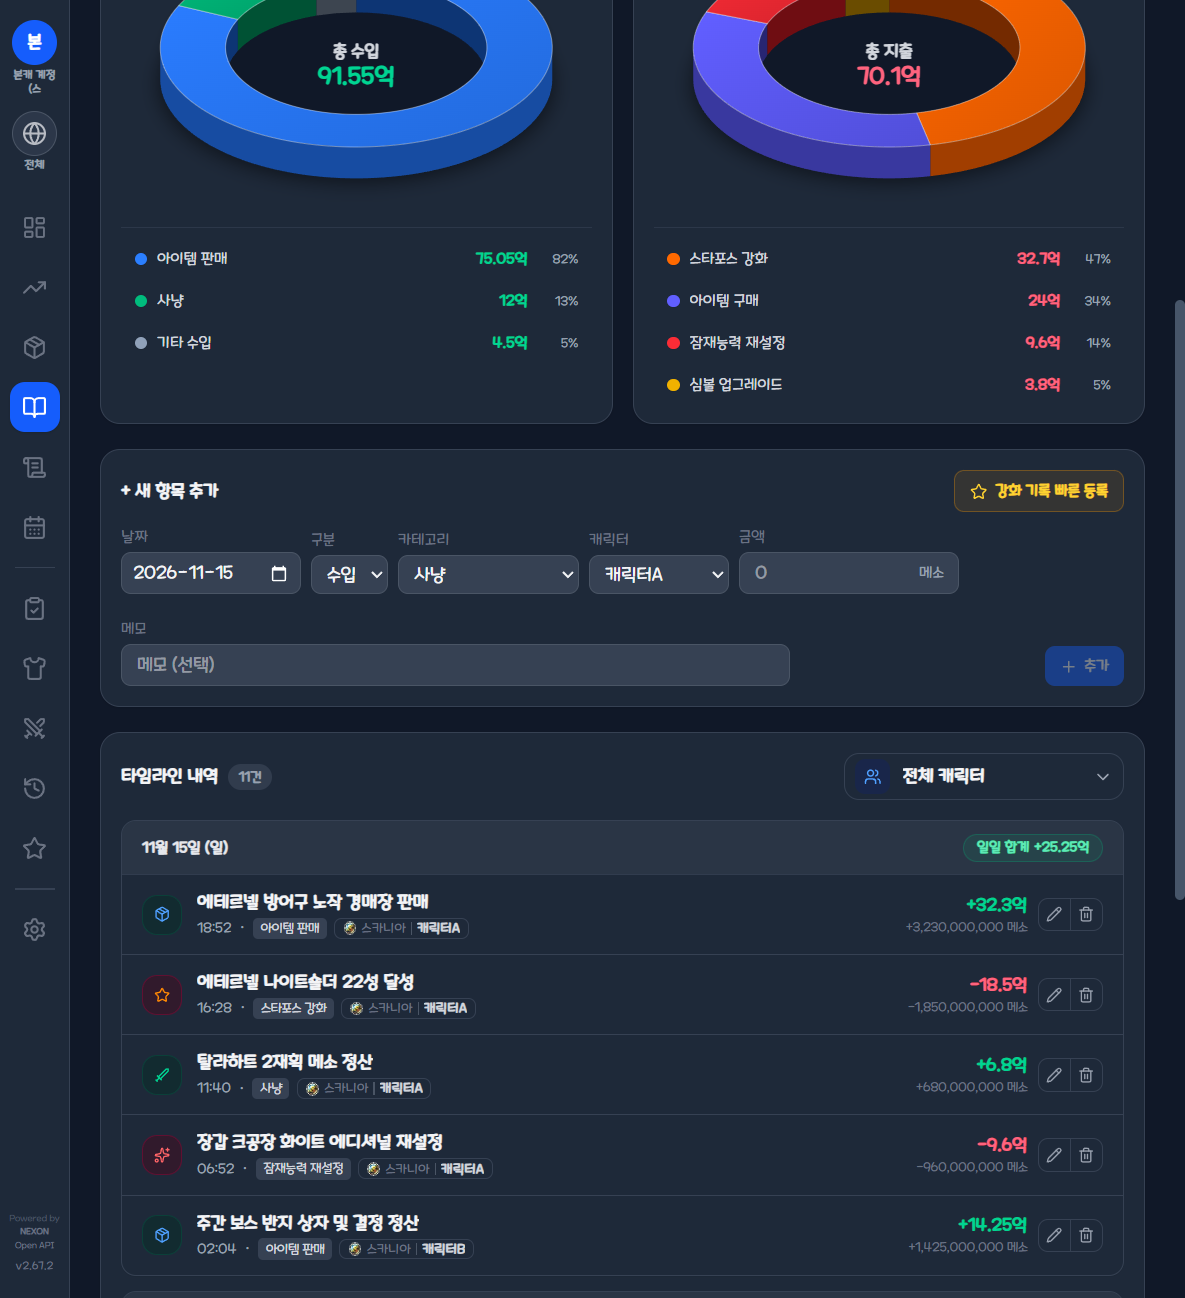 본
본캐 계정
(스
전체
Powered by
NEXON
Open API
v2.67.2
총 수입
91.55억
아이템 판매 75.05억 82%
사냥 12억 13%
기타 수입 4.5억 5%
총 지출
70.1억
스타포스 강화 32.7억 47%
아이템 구매 24억 34%
잠재능력 재설정 9.6억 14%
심볼 업그레이드 3.8억 5%
+ 새 항목 추가
강화 기록 빠른 등록
날짜 구분 카테고리 캐릭터 금액
2026-11-15 수입 사냥 캐릭터A 0 메소
메모
메모 (선택)
+ 추가
타임라인 내역 11건
전체 캐릭터
11월 15일 (일) 일일 합계 +25.25억
에테르넬 방어구 노작 경매장 판매 +32.3억
18:52 · 아이템 판매 스카니아 | 캐릭터A +3,230,000,000 메소
에테르넬 나이트숄더 22성 달성 -18.5억
16:28 · 스타포스 강화 스카니아 | 캐릭터A -1,850,000,000 메소
탈라하트 2재획 메소 정산 +6.8억
11:40 · 사냥 스카니아 | 캐릭터A +680,000,000 메소
장갑 크공장 화이트 에디셔널 재설정 -9.6억
06:52 · 잠재능력 재설정 스카니아 | 캐릭터A -960,000,000 메소
주간 보스 반지 상자 및 결정 정산 +14.25억
02:04 · 아이템 판매 스카니아 | 캐릭터B +1,425,000,000 메소